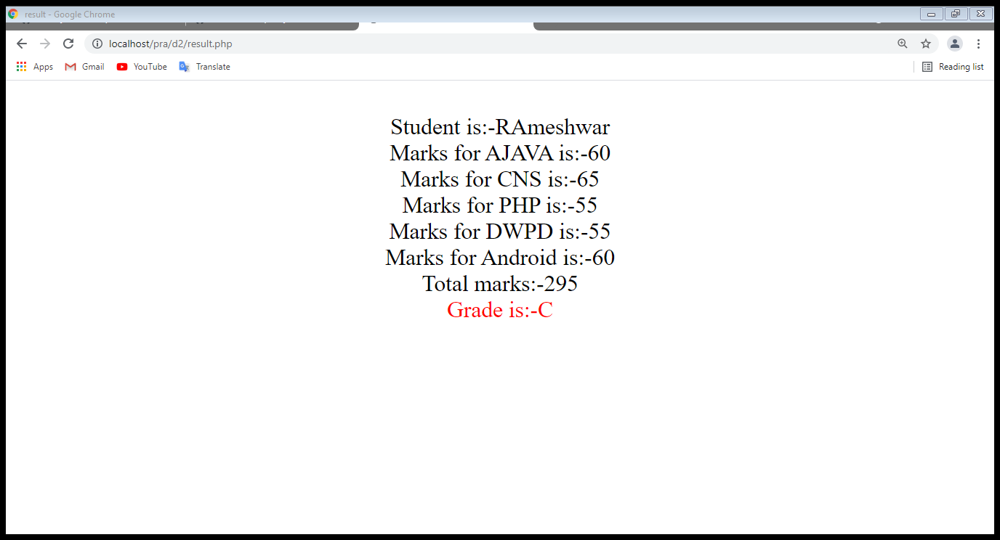 result - Google Chrome
localhost/pra/d2/result.php
Apps Gmail YouTube Translate Reading list
Student is:-RAmeshwar
Marks for AJAVA is:-60
Marks for CNS is:-65
Marks for PHP is:-55
Marks for DWPD is:-55
Marks for Android is:-60
Total marks:-295
Grade is:-C